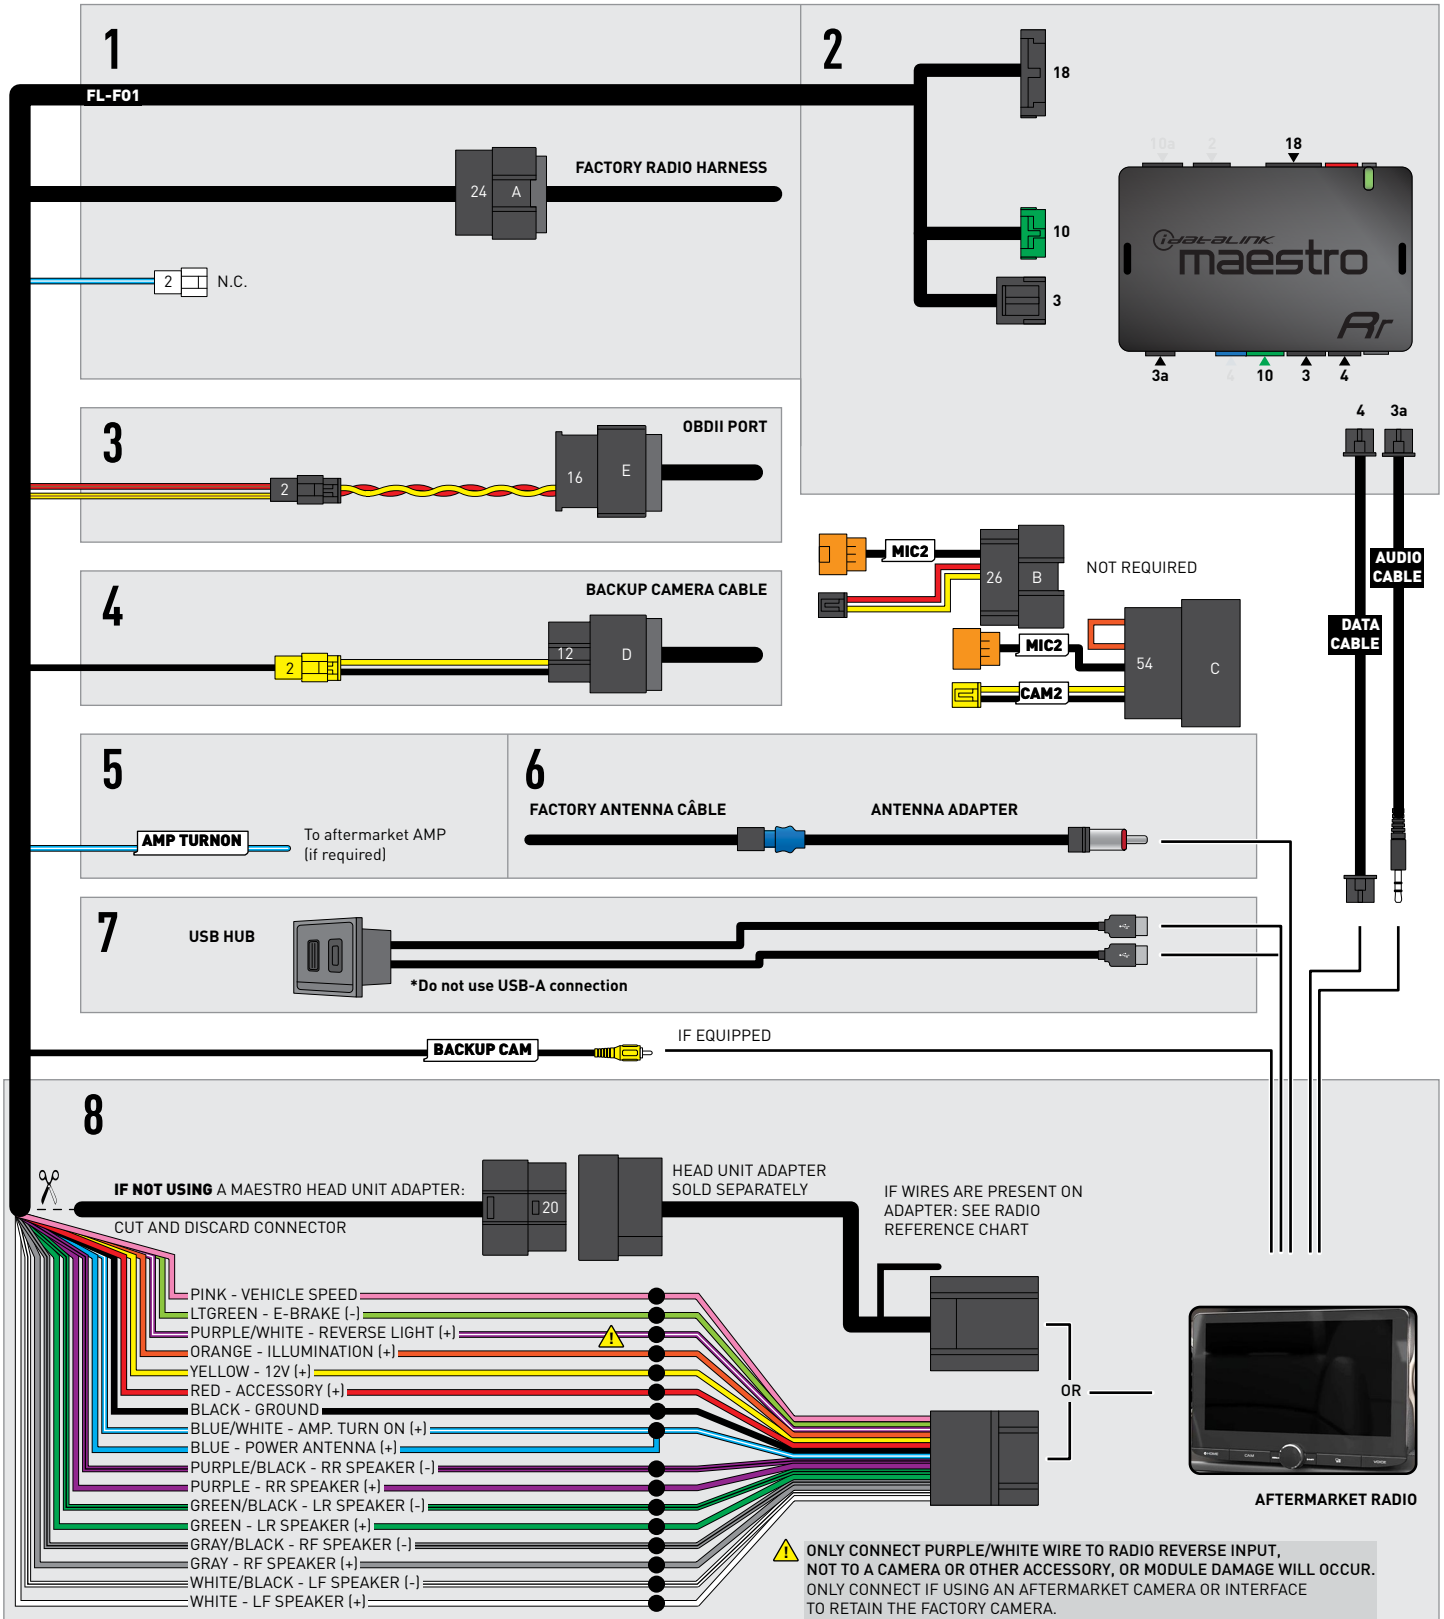 1
FL-F01
24
A
FACTORY RADIO HARNESS
2
N.C.
2
18
10
3
10a
2
18
idatalink
maestro
Rr
3a
4
10
3
4
4
3a
DATA
CABLE
AUDIO
CABLE
3
OBDII PORT
2
16
E
4
BACKUP CAMERA CABLE
2
12
D
MIC2
26
B
NOT REQUIRED
MIC2
54
C
CAM2
5
AMP TURNON
To aftermarket AMP
(if required)
6
FACTORY ANTENNA CÂBLE
ANTENNA ADAPTER
7
USB HUB
*Do not use USB-A connection
BACKUP CAM
IF EQUIPPED
8
IF NOT USING A MAESTRO HEAD UNIT ADAPTER:
CUT AND DISCARD CONNECTOR
20
HEAD UNIT ADAPTER
SOLD SEPARATELY
IF WIRES ARE PRESENT ON
ADAPTER: SEE RADIO
REFERENCE CHART
PINK - VEHICLE SPEED
LTGREEN - E-BRAKE (-)
PURPLE/WHITE - REVERSE LIGHT (+)
ORANGE - ILLUMINATION (+)
YELLOW - 12V (+)
RED - ACCESSORY (+)
BLACK - GROUND
BLUE/WHITE - AMP. TURN ON (+)
BLUE - POWER ANTENNA (+)
PURPLE/BLACK - RR SPEAKER (-)
PURPLE - RR SPEAKER (+)
GREEN/BLACK - LR SPEAKER (-)
GREEN - LR SPEAKER (+)
GRAY/BLACK - RF SPEAKER (-)
GRAY - RF SPEAKER (+)
WHITE/BLACK - LF SPEAKER (-)
WHITE - LF SPEAKER (+)
OR
HOME
CAM
VOICE
AFTERMARKET RADIO
ONLY CONNECT PURPLE/WHITE WIRE TO RADIO REVERSE INPUT,
NOT TO A CAMERA OR OTHER ACCESSORY, OR MODULE DAMAGE WILL OCCUR.
ONLY CONNECT IF USING AN AFTERMARKET CAMERA OR INTERFACE
TO RETAIN THE FACTORY CAMERA.